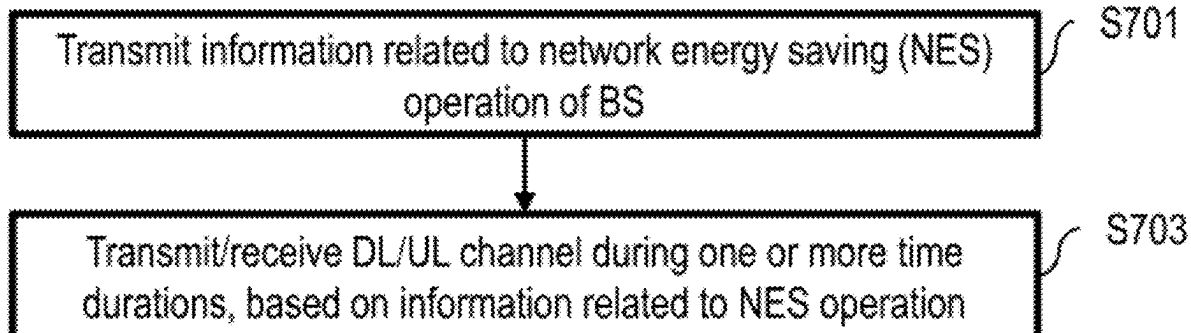 S701
Transmit information related to network energy saving (NES)
operation of BS
S703
Transmit/receive DL/UL channel during one or more time
durations, based on information related to NES operation